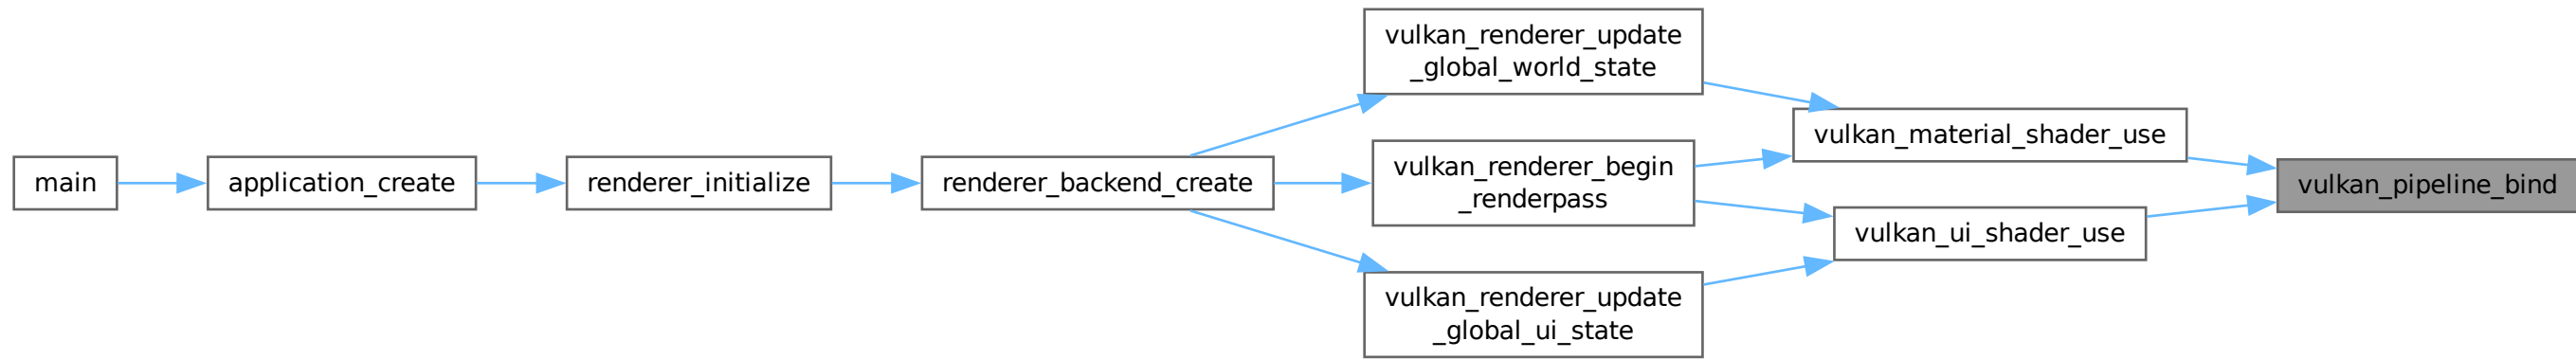 main
application_create
renderer_initialize
renderer_backend_create
vulkan_renderer_update
_global_world_state
vulkan_renderer_begin
_renderpass
vulkan_renderer_update
_global_ui_state
vulkan_material_shader_use
vulkan_ui_shader_use
vulkan_pipeline_bind